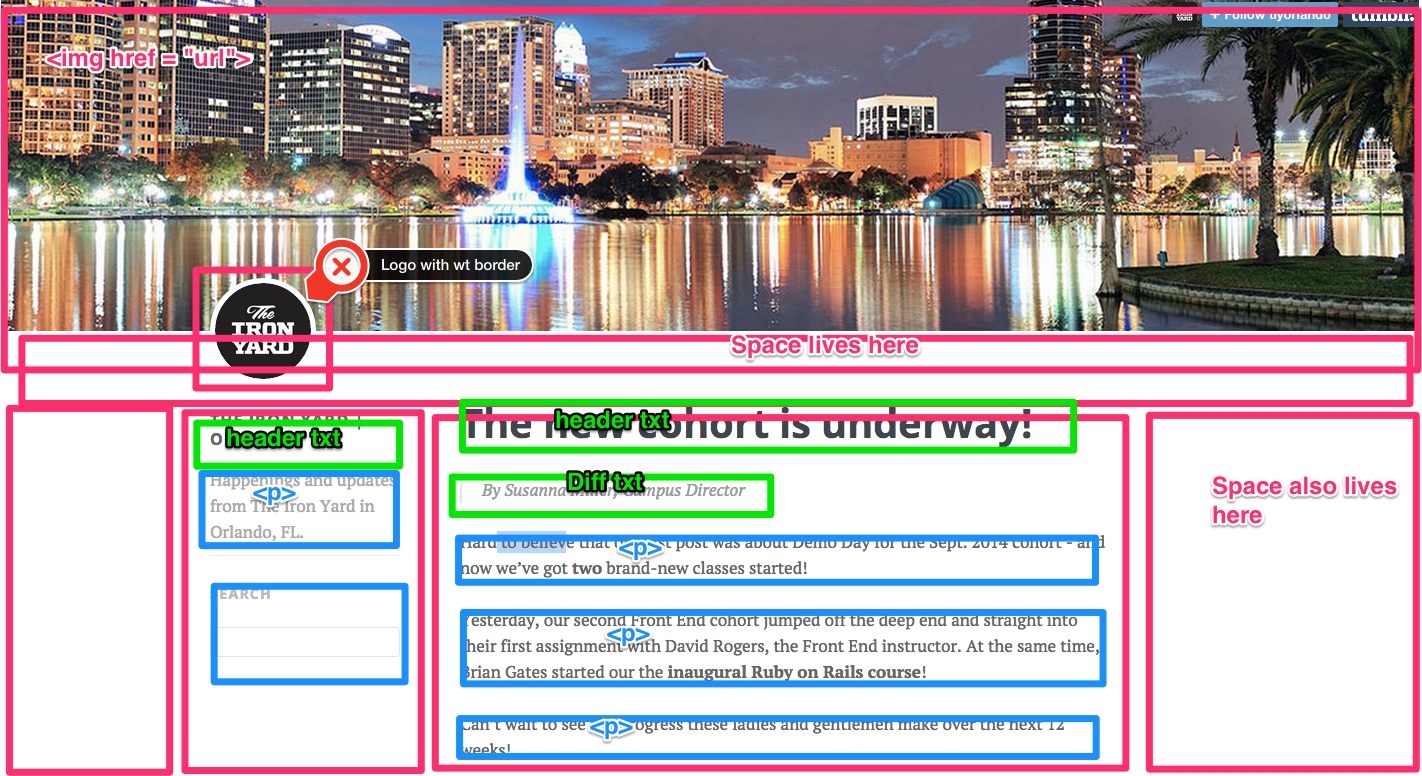 IRON
YARD
+ Follow tiyorlando
tumblr.
<img href = "url">
Logo with wt border
The
IRON
YARD
Space lives here
THE IRON YARD |
O
header txt
Happenings and updates
<p>
from The Iron Yard in
Orlando, FL.
SEARCH
The new cohort is underway!
header txt
By Susanna Miller, Campus Director
Diff txt
Hard to believe that st post was about Demo Day for the Sept. 2014 cohort - and
<p>
now we've got two brand-new classes started!
Yesterday, our second Front End cohort jumped off the deep end and straight into
<p>
their first assignment with David Rogers, the Front End instructor. At the same time,
Brian Gates started our the inaugural Ruby on Rails course!
Can't wait to see progress these ladies and gentlemen make over the next 12
<p>
weeks!
Space also lives
here